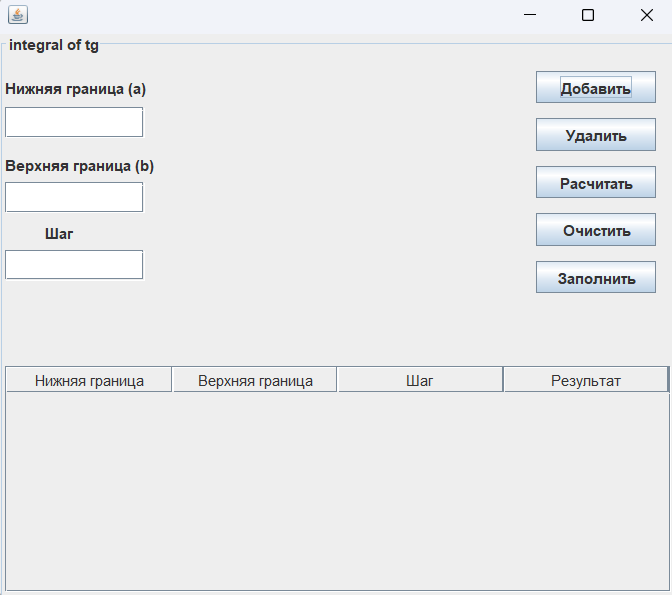 integral of tg
Нижняя граница (a)
Добавить
Удалить
Верхняя граница (b)
Расчитать
Шаг
Очистить
Заполнить
Нижняя граница Верхняя граница Шаг Результат